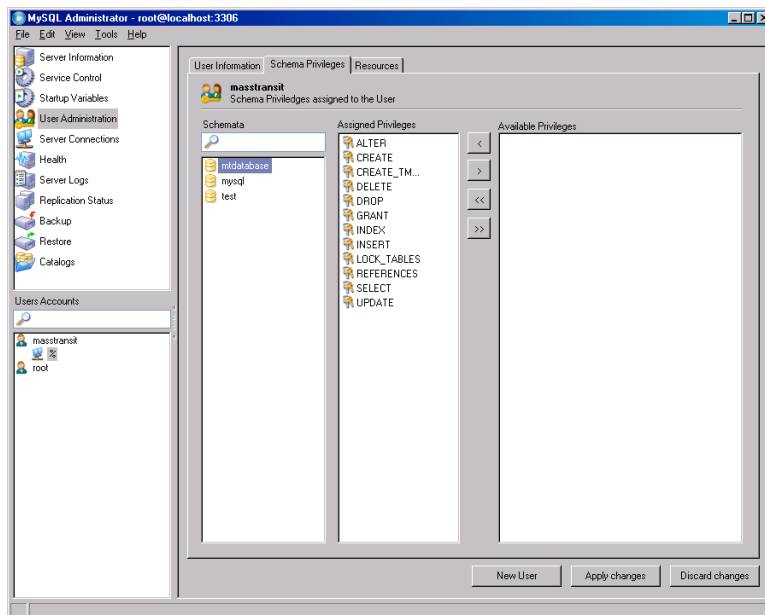 MySQL Administrator - root@localhost:3306
File Edit View Tools Help
Server Information
Service Control
Startup Variables
User Administration
Server Connections
Health
Server Logs
Replication Status
Backup
Restore
Catalogs
Users Accounts
masstransit
%
root
User Information Schema Privileges Resources
masstransit
Schema Priviledges assigned to the User
Schemata
mtdatabase
mysql
test
Assigned Privileges
ALTER
CREATE
CREATE_TM...
DELETE
DROP
GRANT
INDEX
INSERT
LOCK_TABLES
REFERENCES
SELECT
UPDATE
<
>
<<
>>
Available Privileges
New User Apply changes Discard changes